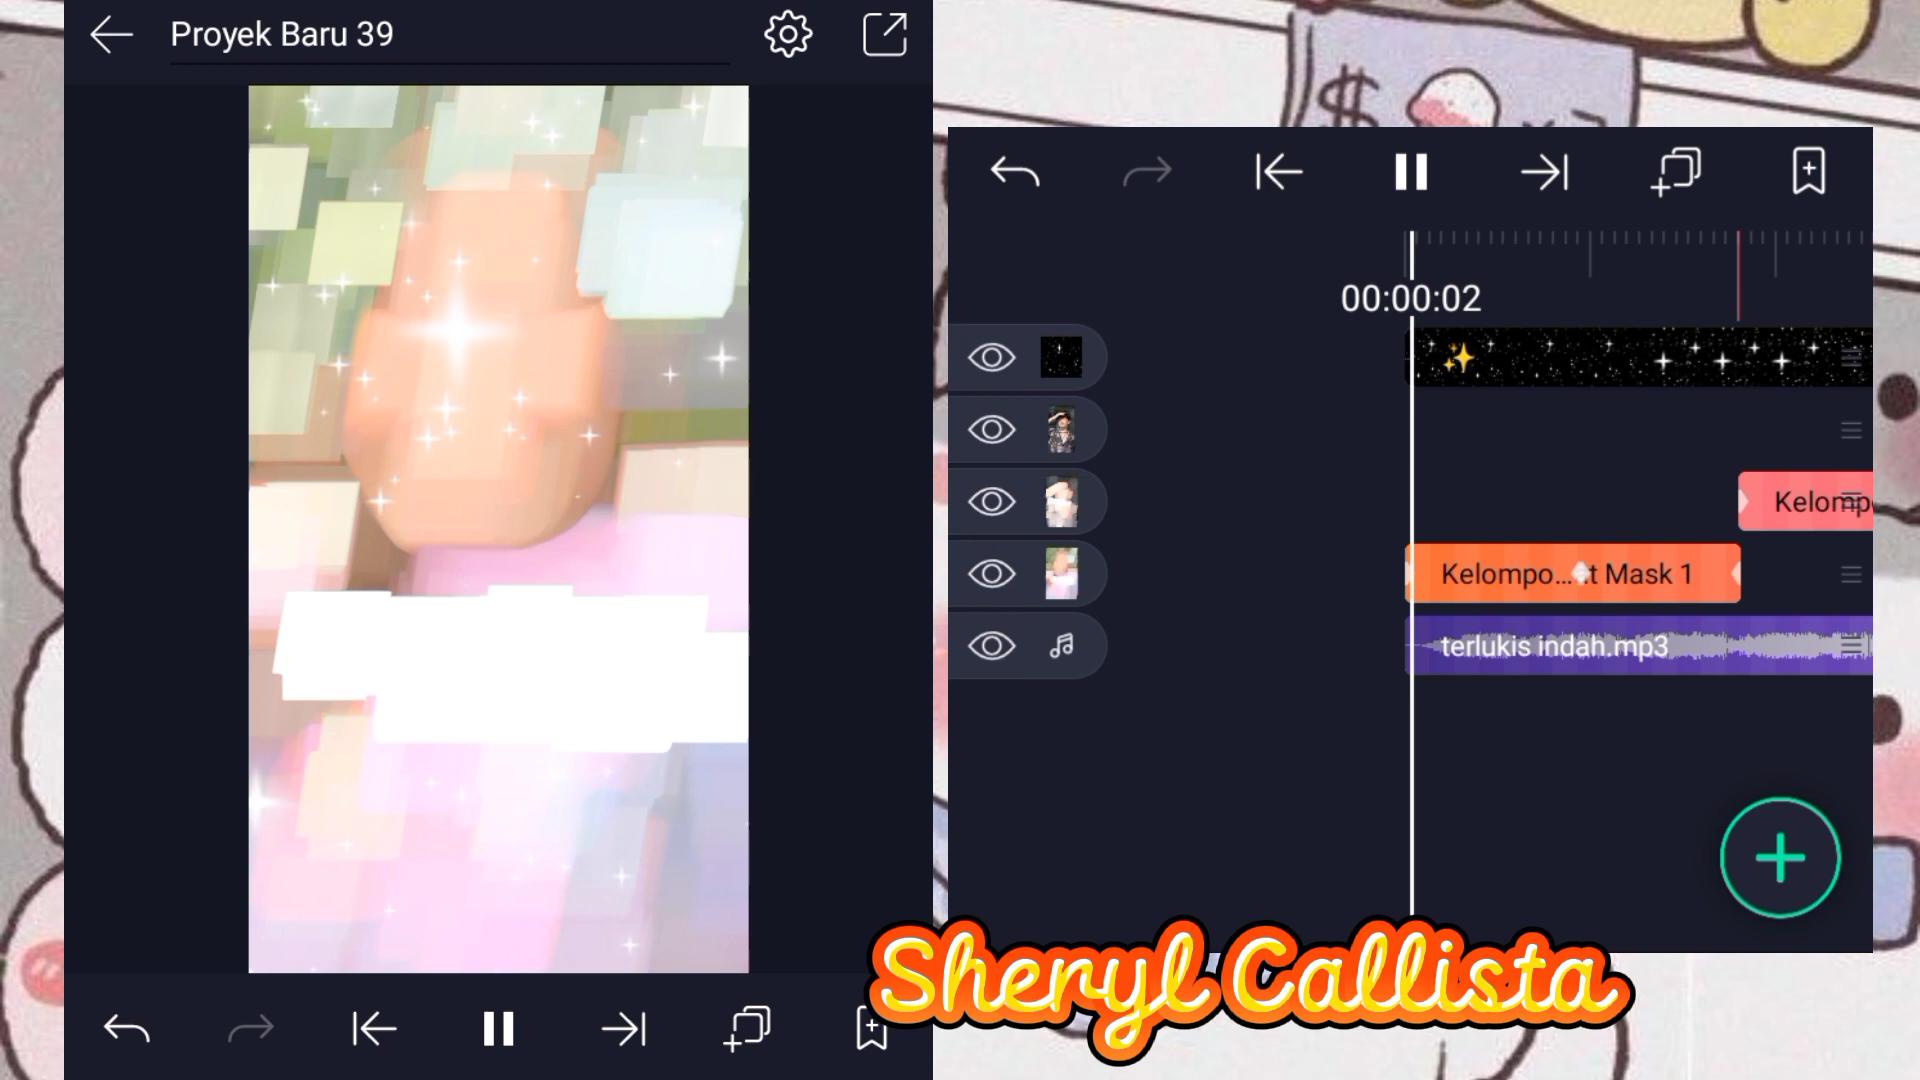 Proyek Baru 39
$
00:00:02
Kelomp
Kelompo...t Mask 1
terlukis indah.mp3
Sheryl Callista